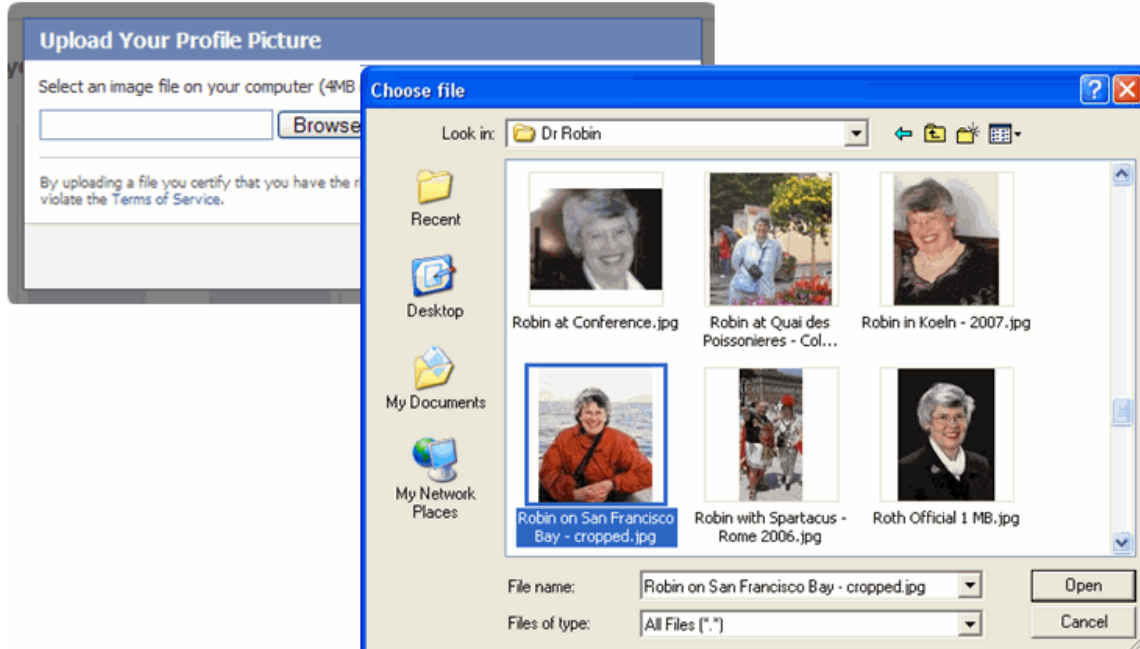 Upload Your Profile Picture
Select an image file on your computer (4MB
Browse
By uploading a file you certify that you have the r
violate the Terms of Service.
Choose file
Look in:
Dr Robin
Recent
Desktop
My Documents
My Network
Places
Robin at Conference.jpg
Robin at Quai des
Poissonieres - Col...
Robin in Koeln - 2007.jpg
Robin on San Francisco
Bay - cropped.jpg
Robin with Spartacus -
Rome 2006.jpg
Roth Official 1 MB.jpg
File name:
Robin on San Francisco Bay - cropped.jpg
Open
Files of type:
All Files (*.*)
Cancel